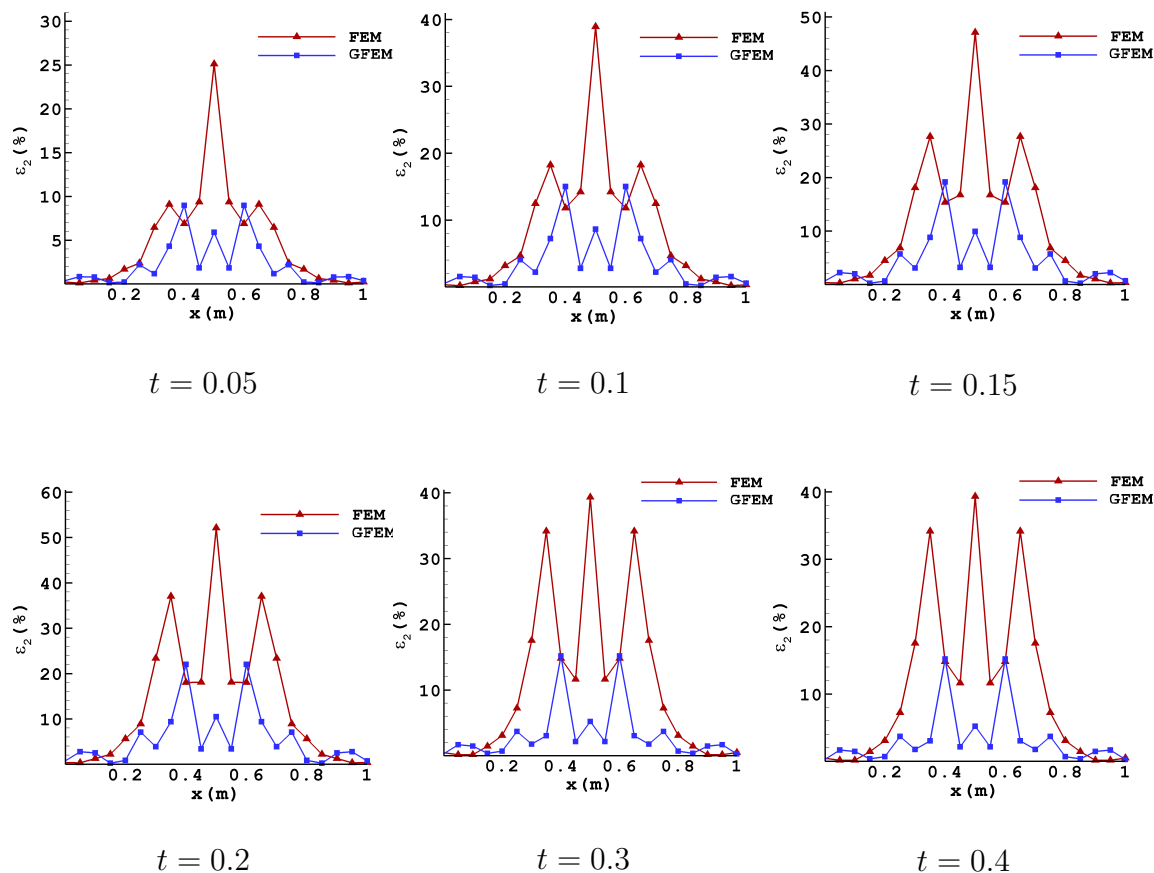 30
25
20
15
10
5
ε2(%)
0.2 0.4 0.6 0.8 1
x(m)
FEM
GFEM
t = 0.05
40
30
20
10
ε2(%)
0.2 0.4 0.6 0.8 1
x(m)
FEM
GFEM
t = 0.1
50
40
30
20
10
ε2(%)
0.2 0.4 0.6 0.8 1
x(m)
FEM
GFEM
t = 0.15
60
50
40
30
20
10
ε2(%)
0.2 0.4 0.6 0.8 1
x(m)
FEM
GFEM
t = 0.2
40
30
20
10
ε2(%)
0.2 0.4 0.6 0.8 1
x(m)
FEM
GFEM
t = 0.3
40
30
20
10
ε2(%)
0.2 0.4 0.6 0.8 1
x(m)
FEM
GFEM
t = 0.4